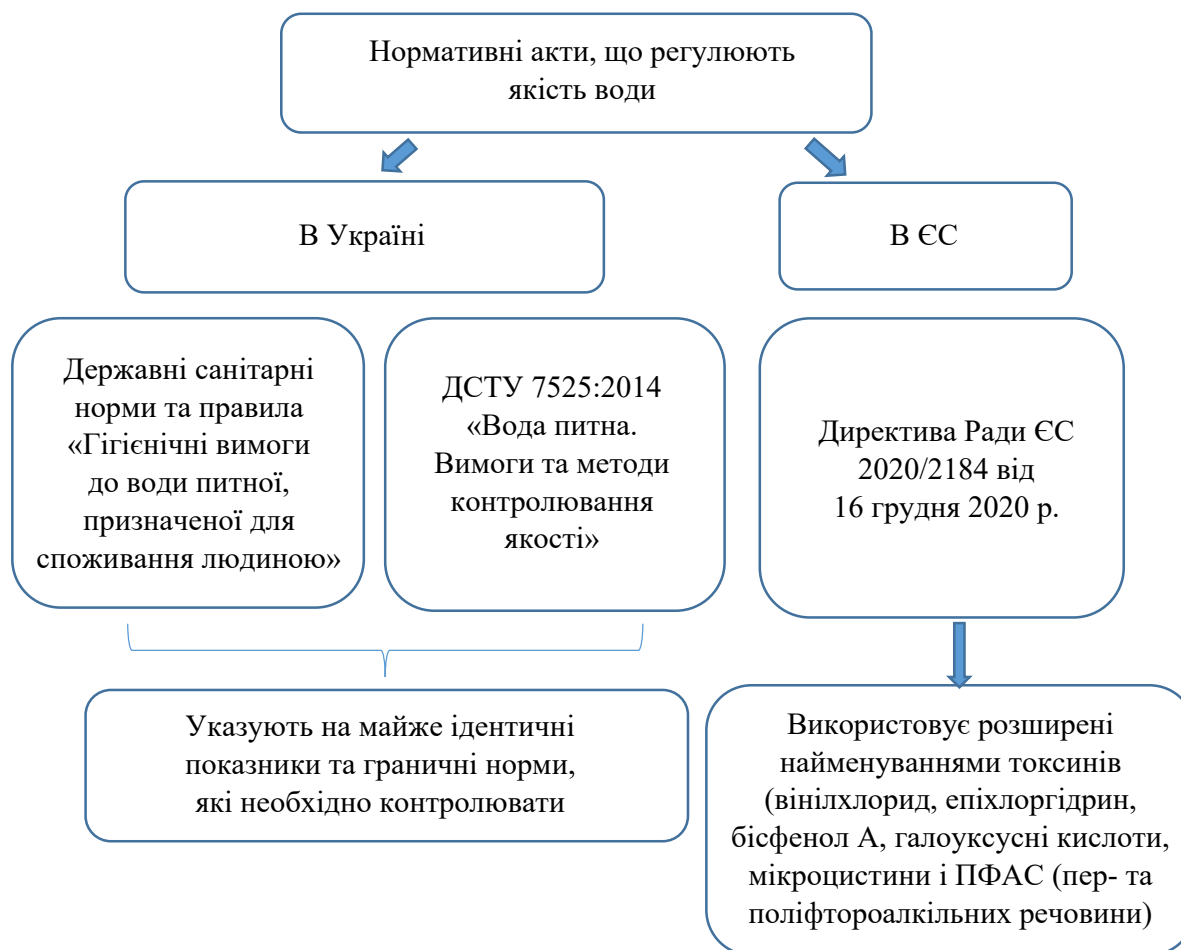 Нормативні акти, що регулюють
якість води
В Україні
В ЄС
Державні санітарні
норми та правила
«Гігієнічні вимоги
до води питної,
призначеної для
споживання людиною»
ДСТУ 7525:2014
«Вода питна.
Вимоги та методи
контролювання
якості»
Директива Ради ЄС
2020/2184 від
16 грудня 2020 р.
Указують на майже ідентичні
показники та граничні норми,
які необхідно контролювати
Використовує розширені
найменуваннями токсинів
(вінілхлорид, епіхлоргідрин,
бісфенол А, галоуксусні кислоти,
мікроцистини і ПФАС (пер- та
поліфтороалкільних речовини)